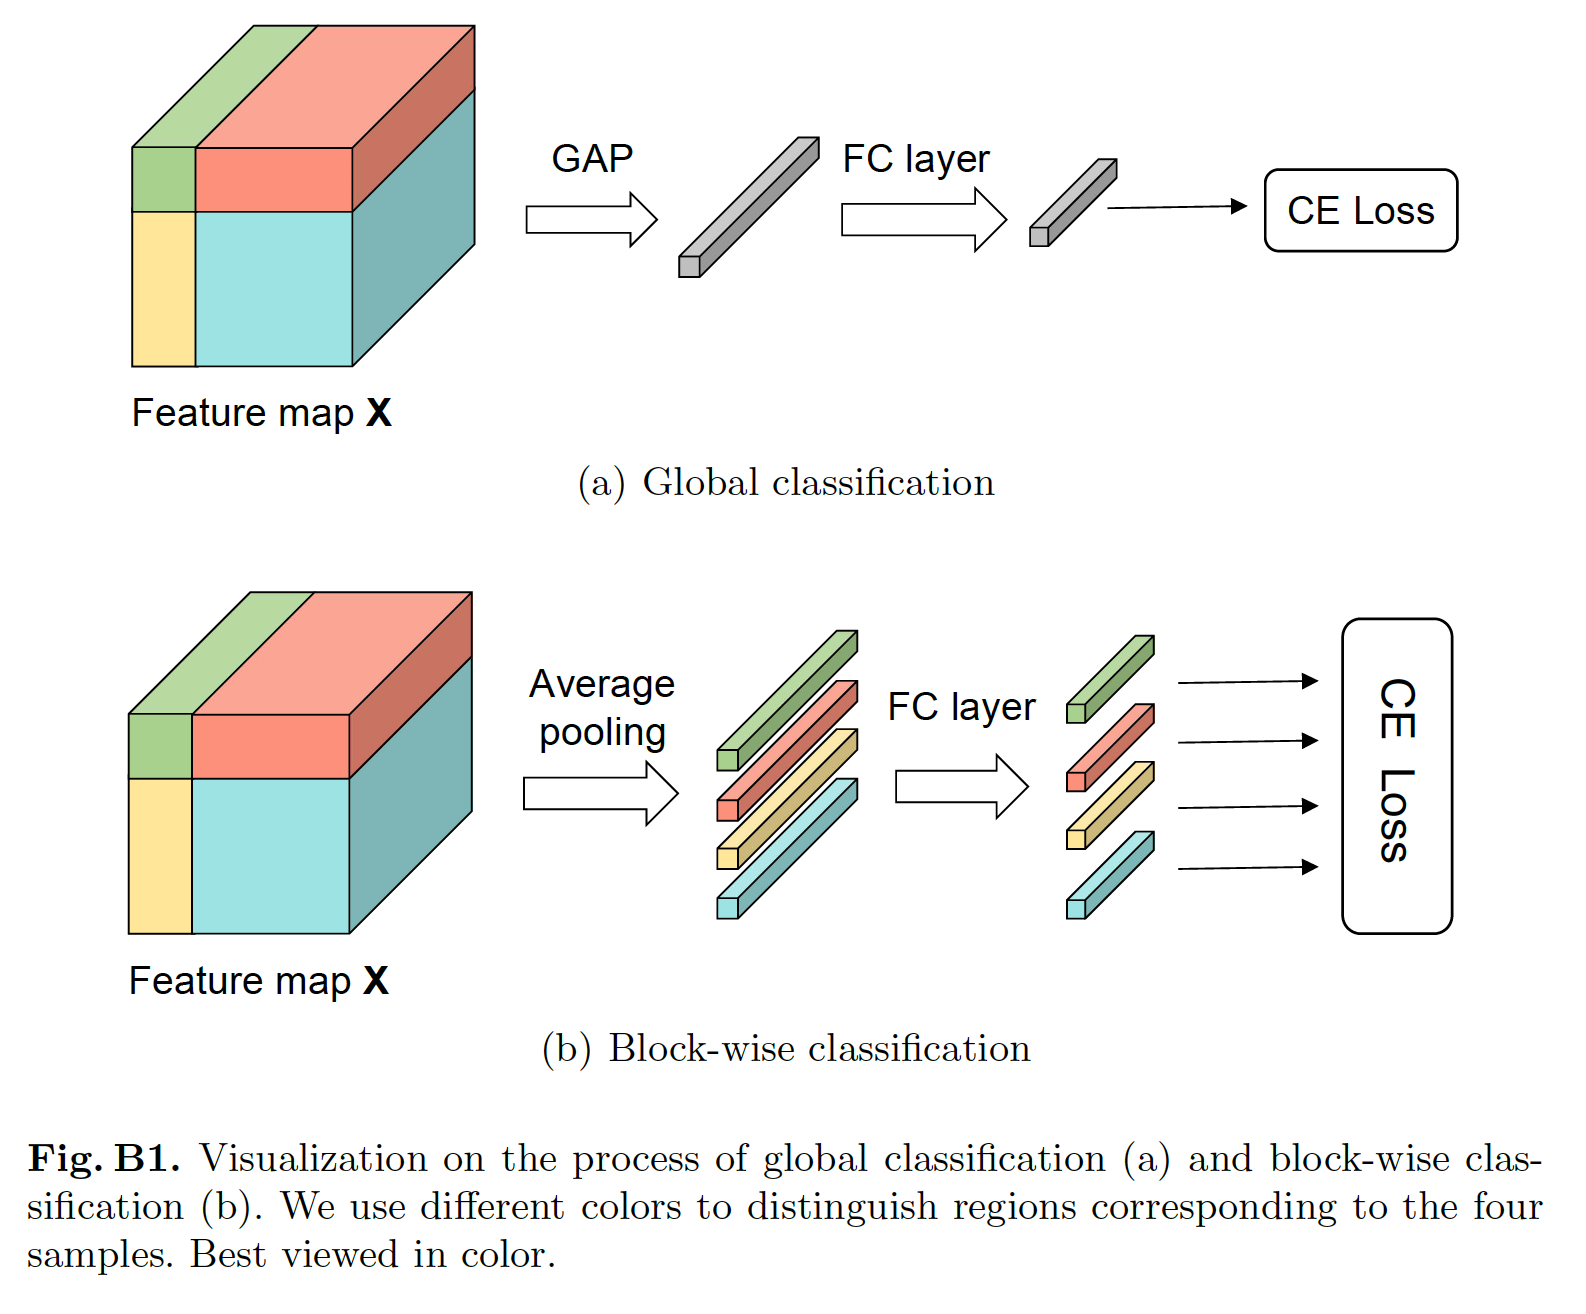 GAP
FC layer
CE Loss
Feature map X
(a) Global classification
Average
pooling
FC layer
CE Loss
Feature map X
(b) Block-wise classification
Fig. B1. Visualization on the process of global classification (a) and block-wise clas-
sification (b). We use different colors to distinguish regions corresponding to the four
samples. Best viewed in color.